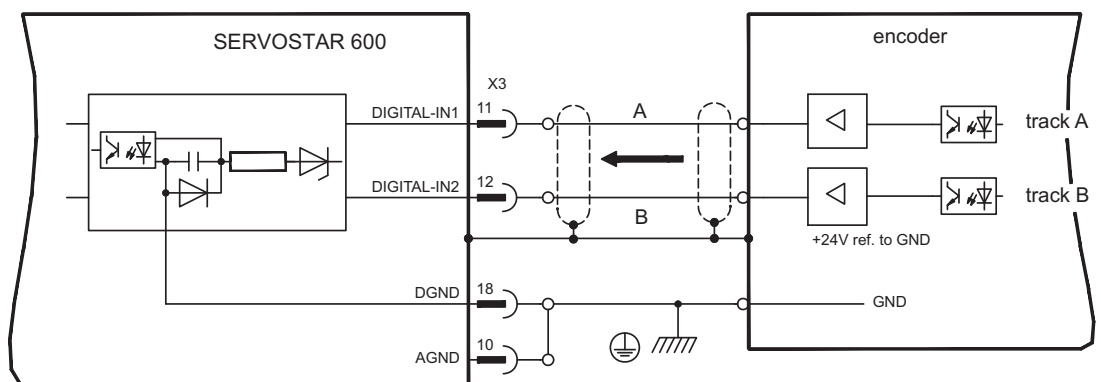 SERVOSTAR 600
encoder
X3
DIGITAL-IN1
11
A
track A
DIGITAL-IN2
12
B
track B
+24V ref. to GND
DGND
18
GND
AGND
10